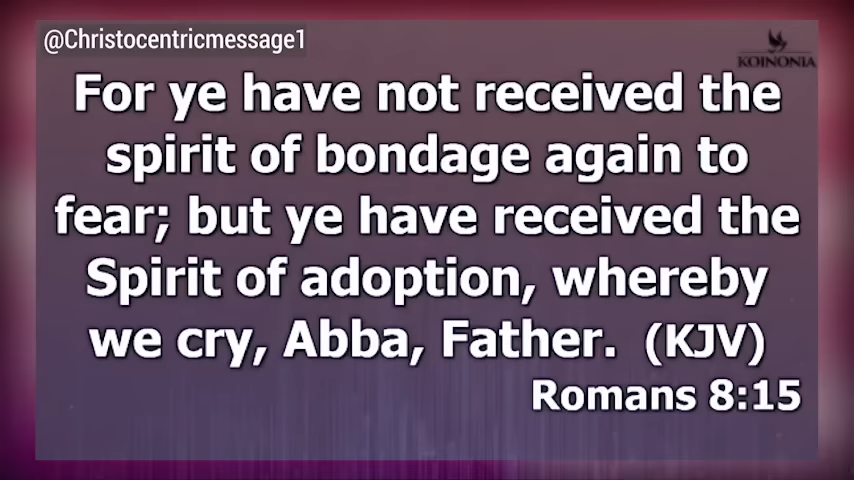 @Christocentricmessage1
KOINONIA
For ye have not received the
spirit of bondage again to
fear; but ye have received the
Spirit of adoption, whereby
we cry, Abba, Father. (KJV)
Romans 8:15